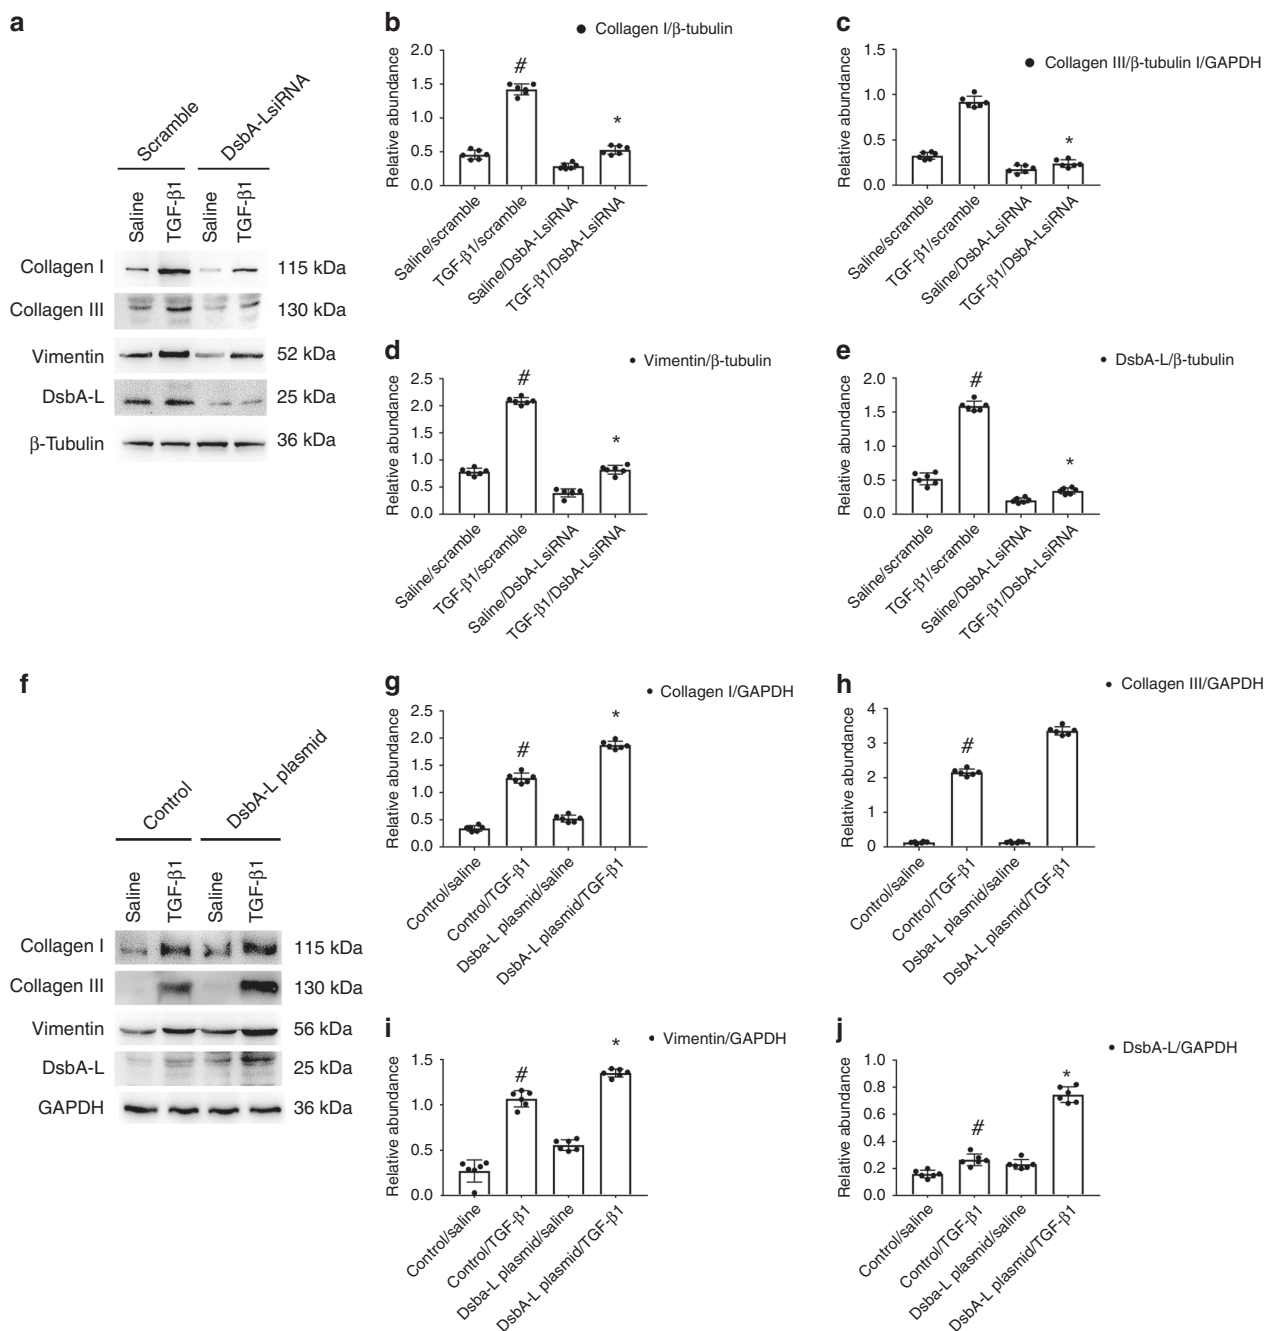 a
Scramble
DsbA-LsiRNA
Saline
TGF-β1
Saline
TGF-β1
Collagen I
115 kDa
Collagen III
130 kDa
Vimentin
52 kDa
DsbA-L
25 kDa
β-Tubulin
36 kDa
b
Collagen I/β-tubulin
Relative abundance
2.0
1.5
1.0
0.5
0.0
#
*
Saline/scramble
TGF-β1/scramble
Saline/DsbA-LsiRNA
TGF-β1/DsbA-LsiRNA
c
Collagen III/β-tubulin I/GAPDH
Relative abundance
1.5
1.0
0.5
0.0
*
Saline/scramble
TGF-β1/scramble
Saline/DsbA-LsiRNA
TGF-β1/DsbA-LsiRNA
d
Vimentin/β-tubulin
Relative abundance
2.5
2.0
1.5
1.0
0.5
0.0
#
*
Saline/scramble
TGF-β1/scramble
Saline/DsbA-LsiRNA
TGF-β1/DsbA-LsiRNA
e
DsbA-L/β-tubulin
Relative abundance
2.0
1.5
1.0
0.5
0.0
#
*
Saline/scramble
TGF-β1/scramble
Saline/DsbA-LsiRNA
TGF-β1/DsbA-LsiRNA
f
Control
DsbA-L plasmid
Saline
TGF-β1
Saline
TGF-β1
Collagen I
115 kDa
Collagen III
130 kDa
Vimentin
56 kDa
DsbA-L
25 kDa
GAPDH
36 kDa
g
Collagen I/GAPDH
Relative abundance
2.5
2.0
1.5
1.0
0.5
0.0
#
*
Control/saline
Control/TGF-β1
Dsba-L plasmid/saline
DsbA-L plasmid/TGF-β1
h
Collagen III/GAPDH
Relative abundance
4
3
2
1
0
#
Control/saline
Control/TGF-β1
Dsba-L plasmid/saline
DsbA-L plasmid/TGF-β1
i
Vimentin/GAPDH
Relative abundance
1.5
1.0
0.5
0.0
#
*
Control/saline
Control/TGF-β1
Dsba-L plasmid/saline
DsbA-L plasmid/TGF-β1
j
DsbA-L/GAPDH
Relative abundance
1.0
0.8
0.6
0.4
0.2
0.0
#
*
Control/saline
Control/TGF-β1
Dsba-L plasmid/saline
DsbA-L plasmid/TGF-β1